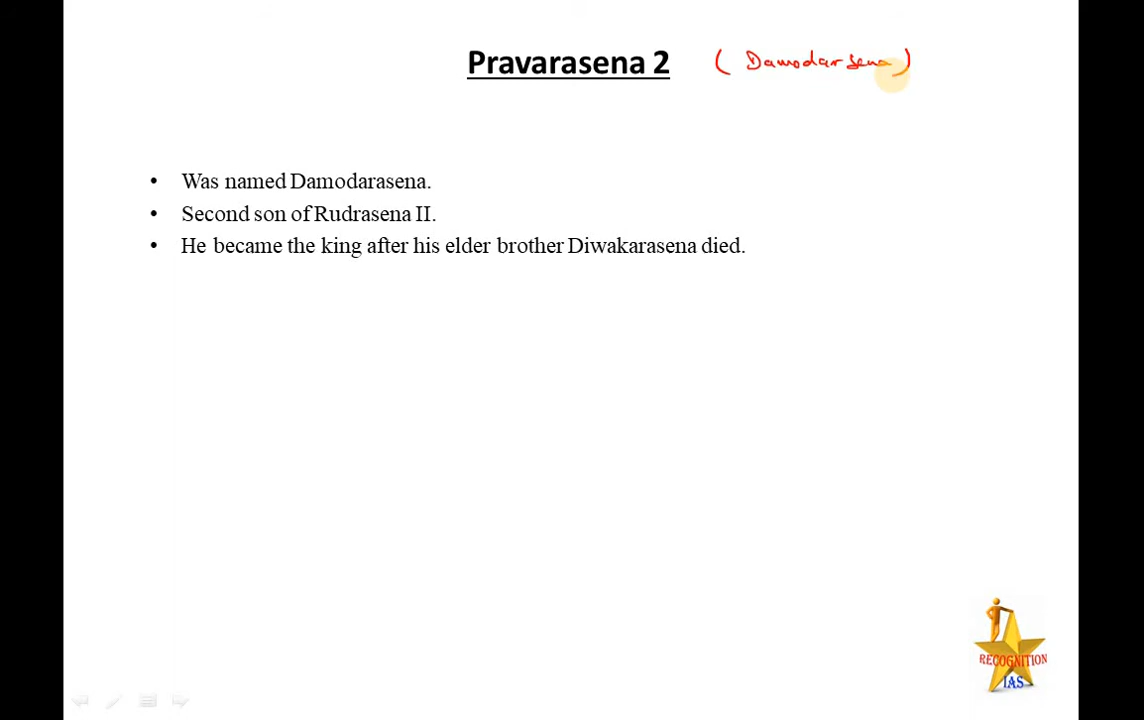 Pravarasena 2 ( Damodarsena )
• Was named Damodarasena.
• Second son of Rudrasena II.
• He became the king after his elder brother Diwakarasena died.
RECOGNITION
IAS